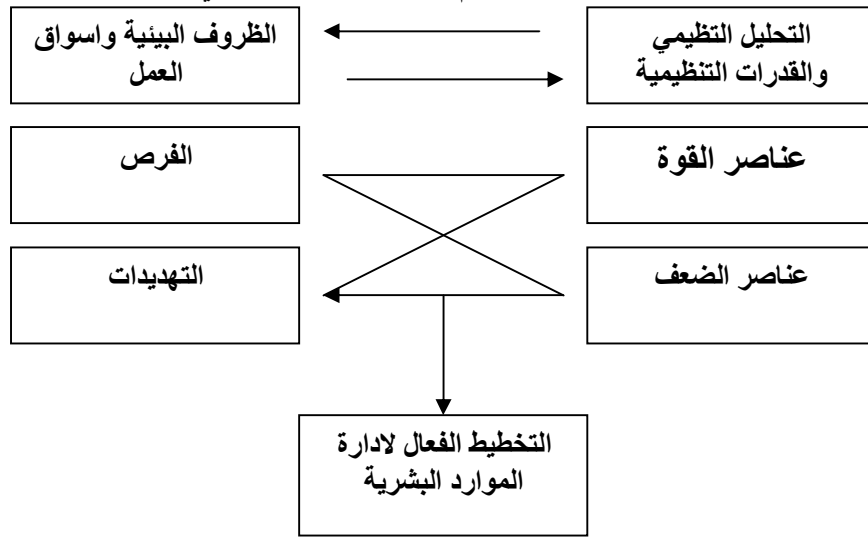 التحليل التظيمي
والقدرات التنظيمية
الظروف البيئية واسواق
العمل
عناصر القوة
الفرص
عناصر الضعف
التهديدات
التخطيط الفعال لادارة
الموارد البشرية